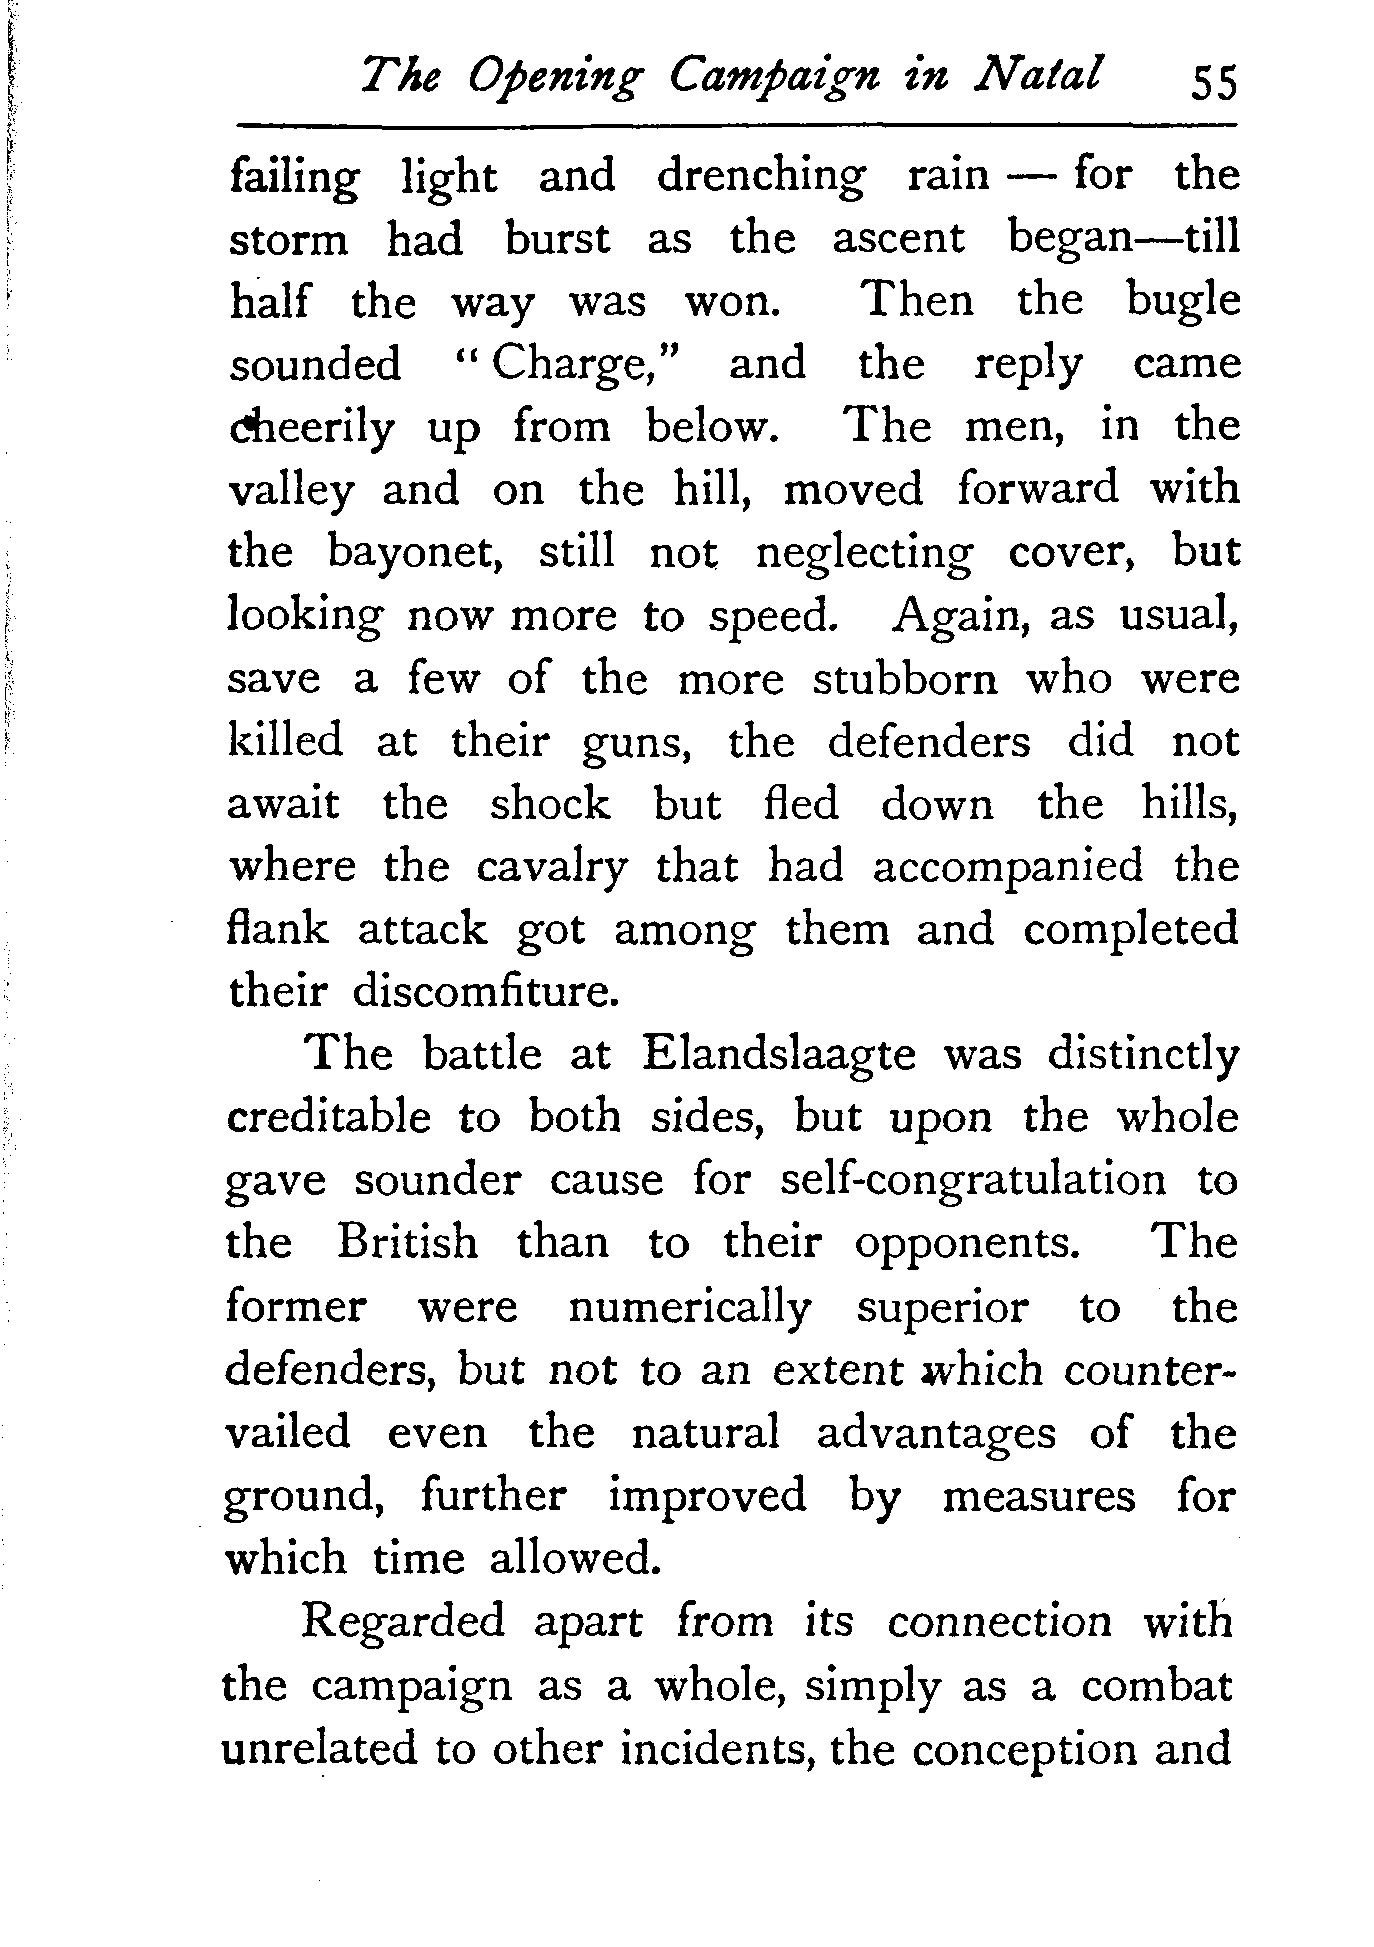 The Opening Campaign in Natal 55
failing light and drenching rain — for the
storm had burst as the ascent began—till
half the way was won. Then the bugle
sounded “ Charge,” and the reply came
cheerily up from below. The men, in the
valley and on the hill, moved forward with
the bayonet, still not neglecting cover, but
looking now more to speed. Again, as usual,
save a few of the more stubborn who were
killed at their guns, the defenders did not
await the shock but fled down the hills,
where the cavalry that had accompanied the
flank attack got among them and completed
their discomfiture.
The battle at Elandslaagte was distinctly
creditable to both sides, but upon the whole
gave sounder cause for self-congratulation to
the British than to their opponents. The
former were numerically superior to the
defenders, but not to an extent which counter-
vailed even the natural advantages of the
ground, further improved by measures for
which time allowed.
Regarded apart from its connection with
the campaign as a whole, simply as a combat
unrelated to other incidents, the conception and